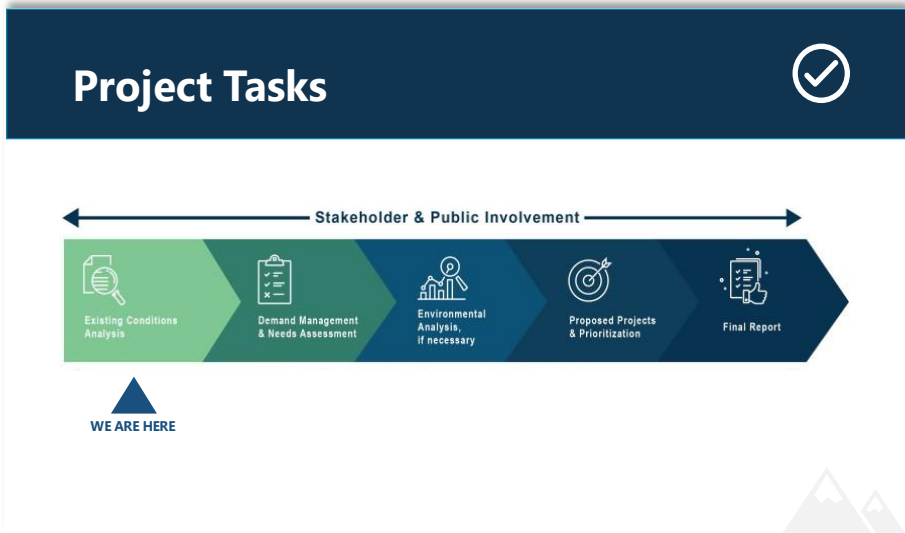 Project Tasks
Stakeholder & Public Involvement
Existing Conditions
Analysis
Demand Management
& Needs Assessment
Environmental
Analysis,
if necessary
Proposed Projects
& Prioritization
Final Report
WE ARE HERE